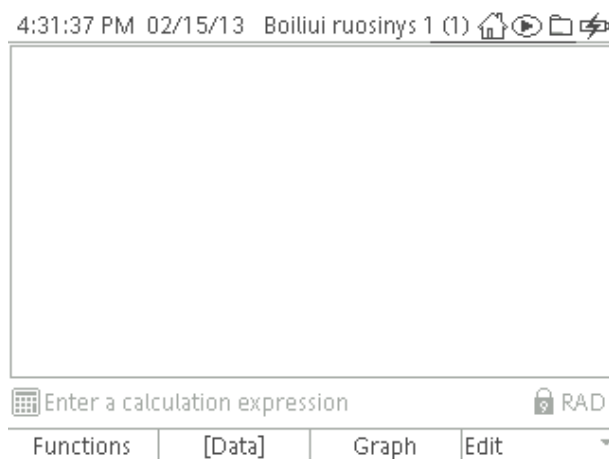 4:31:37 PM 02/15/13 Boiliui ruosinys 1 (1)
Enter a calculation expression 9 RAD
Functions [Data] Graph Edit